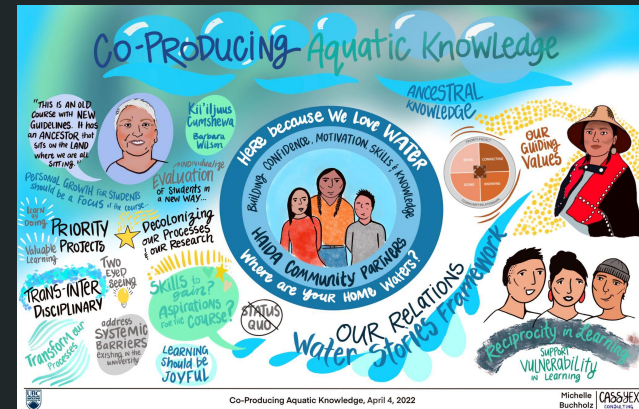 Co-Producing Aquatic Knowledge
"THIS IS AN OLD
COURSE WITH NEW
GUIDELINES. It has
an ANCESTOR that
SITS ON the LAND
WHERE WE ARE ALL
SITTING."
Kii'iljuus
Cumshewa
Barbara
Wilson
PERSONAL GROWTH FOR STUDENTS
should be a FOCUS of the course
EVALUATION
OF STUDENTS IN
A NEW WAY...
learn
by
Doing
Valuable
Learning
PRIORITY
PROJECTS
Decolonizing
our Processes
& our Research
TWO
EYED
SEEING
TRANS-INTER
DISCIPLINARY
Skills to
gain?
Aspirations
FOR the COURSE?
Transform our
Processes
address
SYSTEMIC
BARRIERS
EXISTING IN the
UNIVERSITY
LEARNING
Should be
JOYFUL
STATUS
QUO
HERE because WE LOVE WATER
Building CONFIDENCE, MOTIVATION SKILLS & KNOWLEDGE
HAIDA COMMUNITY PARTNERS
Where are your HOME WATERS?
ANCESTRAL
KNOWLEDGE
OUR
GUIDING
VALUES
OUR RELATIONS
Water Stories Framework
Reciprocity in Learning
SUPPORT
VULNERABILITY
IN Learning
UBC
Co-Producing Aquatic Knowledge, April 4, 2022
Michelle
Buchholz
CASSYEX
CONSULTING